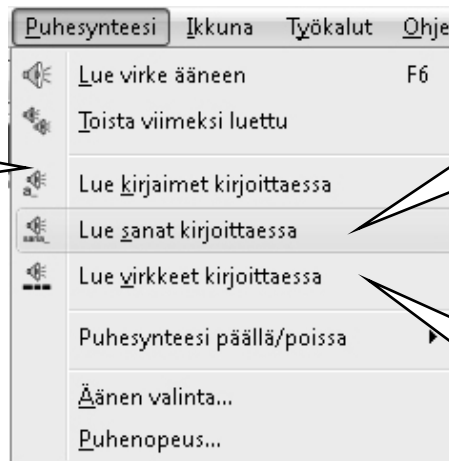 Puhesynteesi Ikkuna Työkalut Ohje
Lue virke ääneen F6
Toista viimeksi luettu
Lue kirjaimet kirjoittaessa
Lue sanat kirjoittaessa
Lue virkkeet kirjoittaessa
Puhesynteesi päällä/poissa
Äänen valinta...
Puhenopeus...